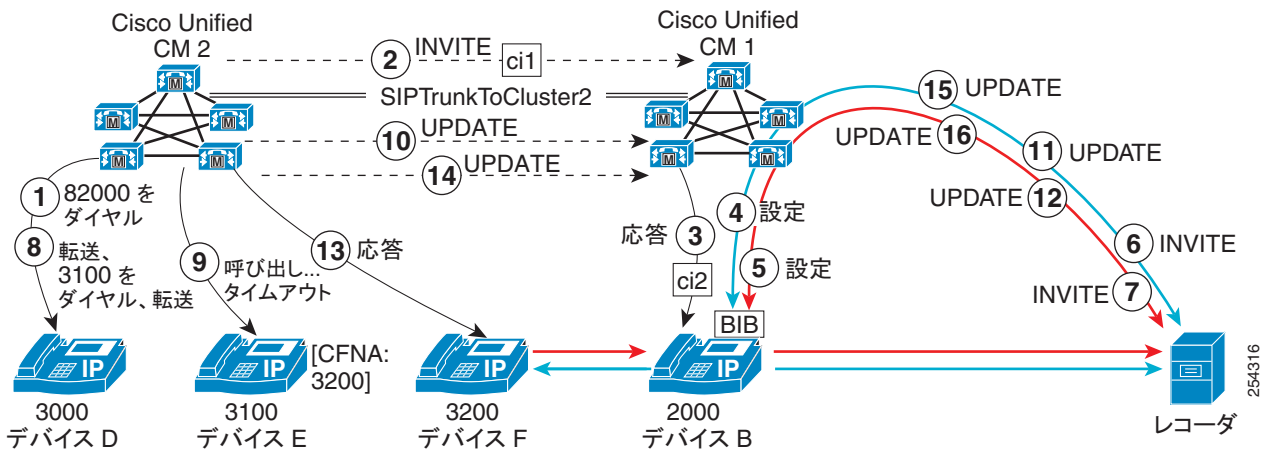 Cisco Unified
CM 2
Cisco Unified
CM 1
2 INVITE ci1
SIPTrunkToCluster2
10 UPDATE
14 UPDATE
M
M
M
M
M
M
M
M
M
M
15 UPDATE
UPDATE 16
11 UPDATE
UPDATE 12
6 INVITE
INVITE 7
1 82000 を
ダイヤル
8 転送、
3100 を
ダイヤル、転送
9 呼び出し...
タイムアウト
13 応答
応答 3
ci2
4 設定
5 設定
BIB
IP
IP
[CFNA:
3200]
IP
IP
3000
デバイス D
3100
デバイス E
3200
デバイス F
2000
デバイス B
レコーダ
254316